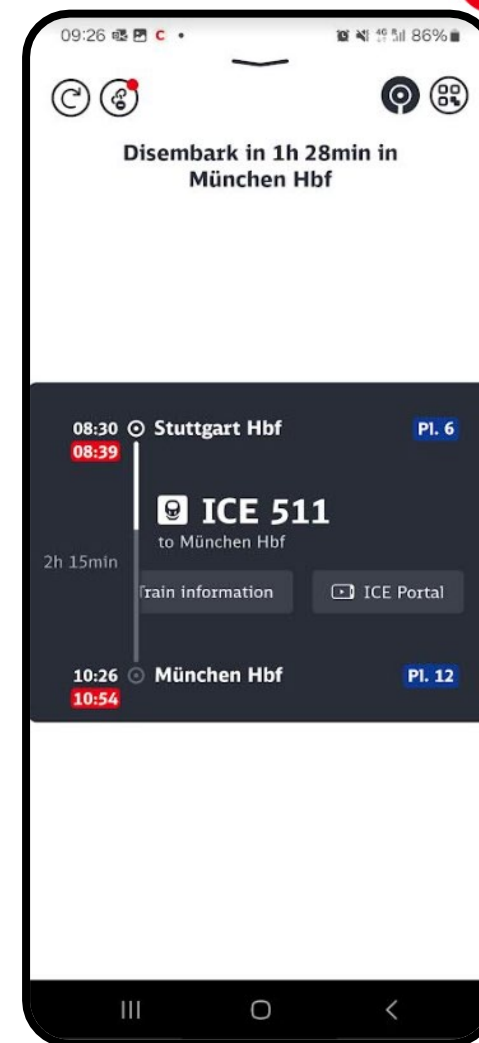 09:26 C
86%
Disembark in 1h 28min in
München Hbf
08:30 Stuttgart Hbf Pl. 6
08:39
ICE 511
to München Hbf
2h 15min
Train information ICE Portal
10:26 München Hbf Pl. 12
10:54